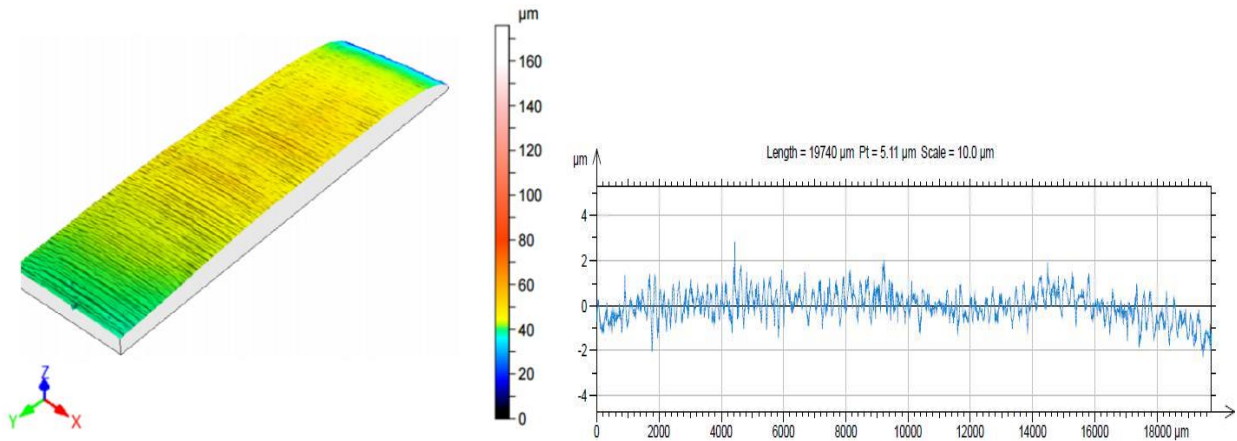 µm
160
140
120
100
80
60
40
20
0
Z
Y
X
Length = 19740 µm Pt = 5.11 µm Scale = 10.0 µm
µm
4
2
0
-2
-4
0 2000 4000 6000 8000 10000 12000 14000 16000 18000 µm